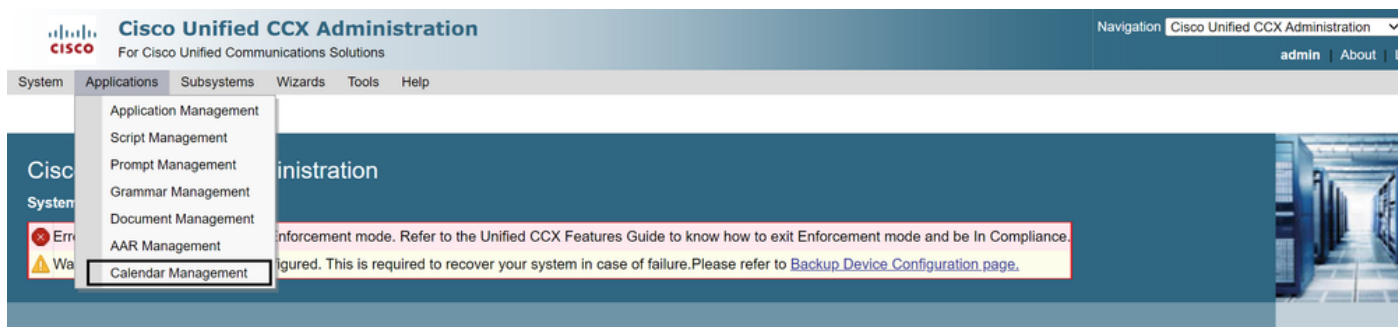 CISCO
Cisco Unified CCX Administration
For Cisco Unified Communications Solutions
Navigation Cisco Unified CCX Administration
admin About
System Applications Subsystems Wizards Tools Help
Application Management
Script Management
Prompt Management
Grammar Management
Document Management
AAR Management
Calendar Management
Cisc inistration
System
Err nforcement mode. Refer to the Unified CCX Features Guide to know how to exit Enforcement mode and be In Compliance.
Wa igured. This is required to recover your system in case of failure.Please refer to Backup Device Configuration page.